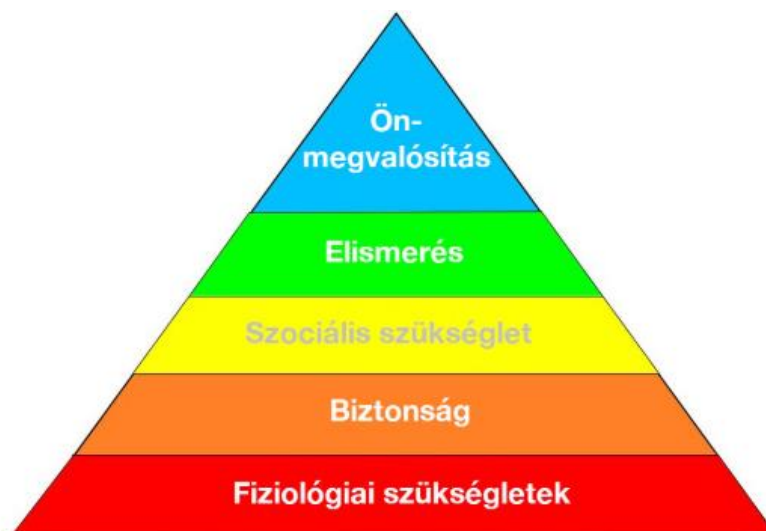 Ön-
megvalósítás
Elismerés
Szociális szükséglet
Biztonság
Fiziológiai szükségletek